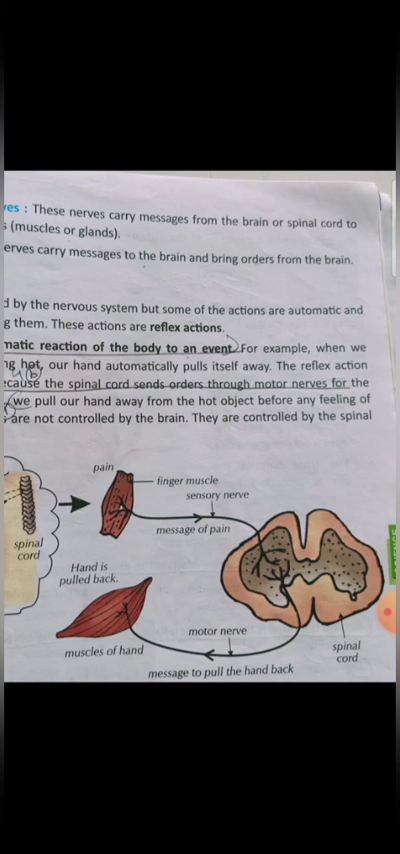 ves : These nerves carry messages from the brain or spinal cord to
s (muscles or glands).
erves carry messages to the brain and bring orders from the brain.
d by the nervous system but some of the actions are automatic and
g them. These actions are reflex actions.
matic reaction of the body to an event. For example, when we
ng hot, our hand automatically pulls itself away. The reflex action
4(b)
ecause the spinal cord sends orders through motor nerves for the
we pull our hand away from the hot object before any feeling of
are not controlled by the brain. They are controlled by the spinal
pain
finger muscle
sensory nerve
message of pain
spinal
cord
Hand is
pulled back.
muscles of hand
motor nerve
message to pull the hand back
spinal
cord